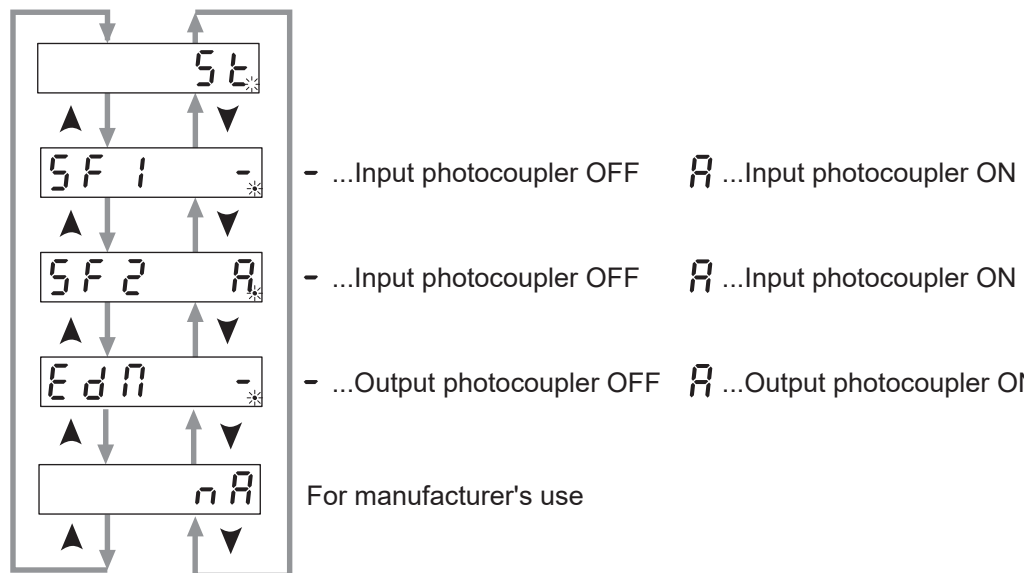 St.
SF1 -.
- ...Input photocoupler OFF A ...Input photocoupler ON
SF2 A.
- ...Input photocoupler OFF A ...Input photocoupler ON
EdM -.
- ...Output photocoupler OFF A ...Output photocoupler ON
nA
For manufacturer's use